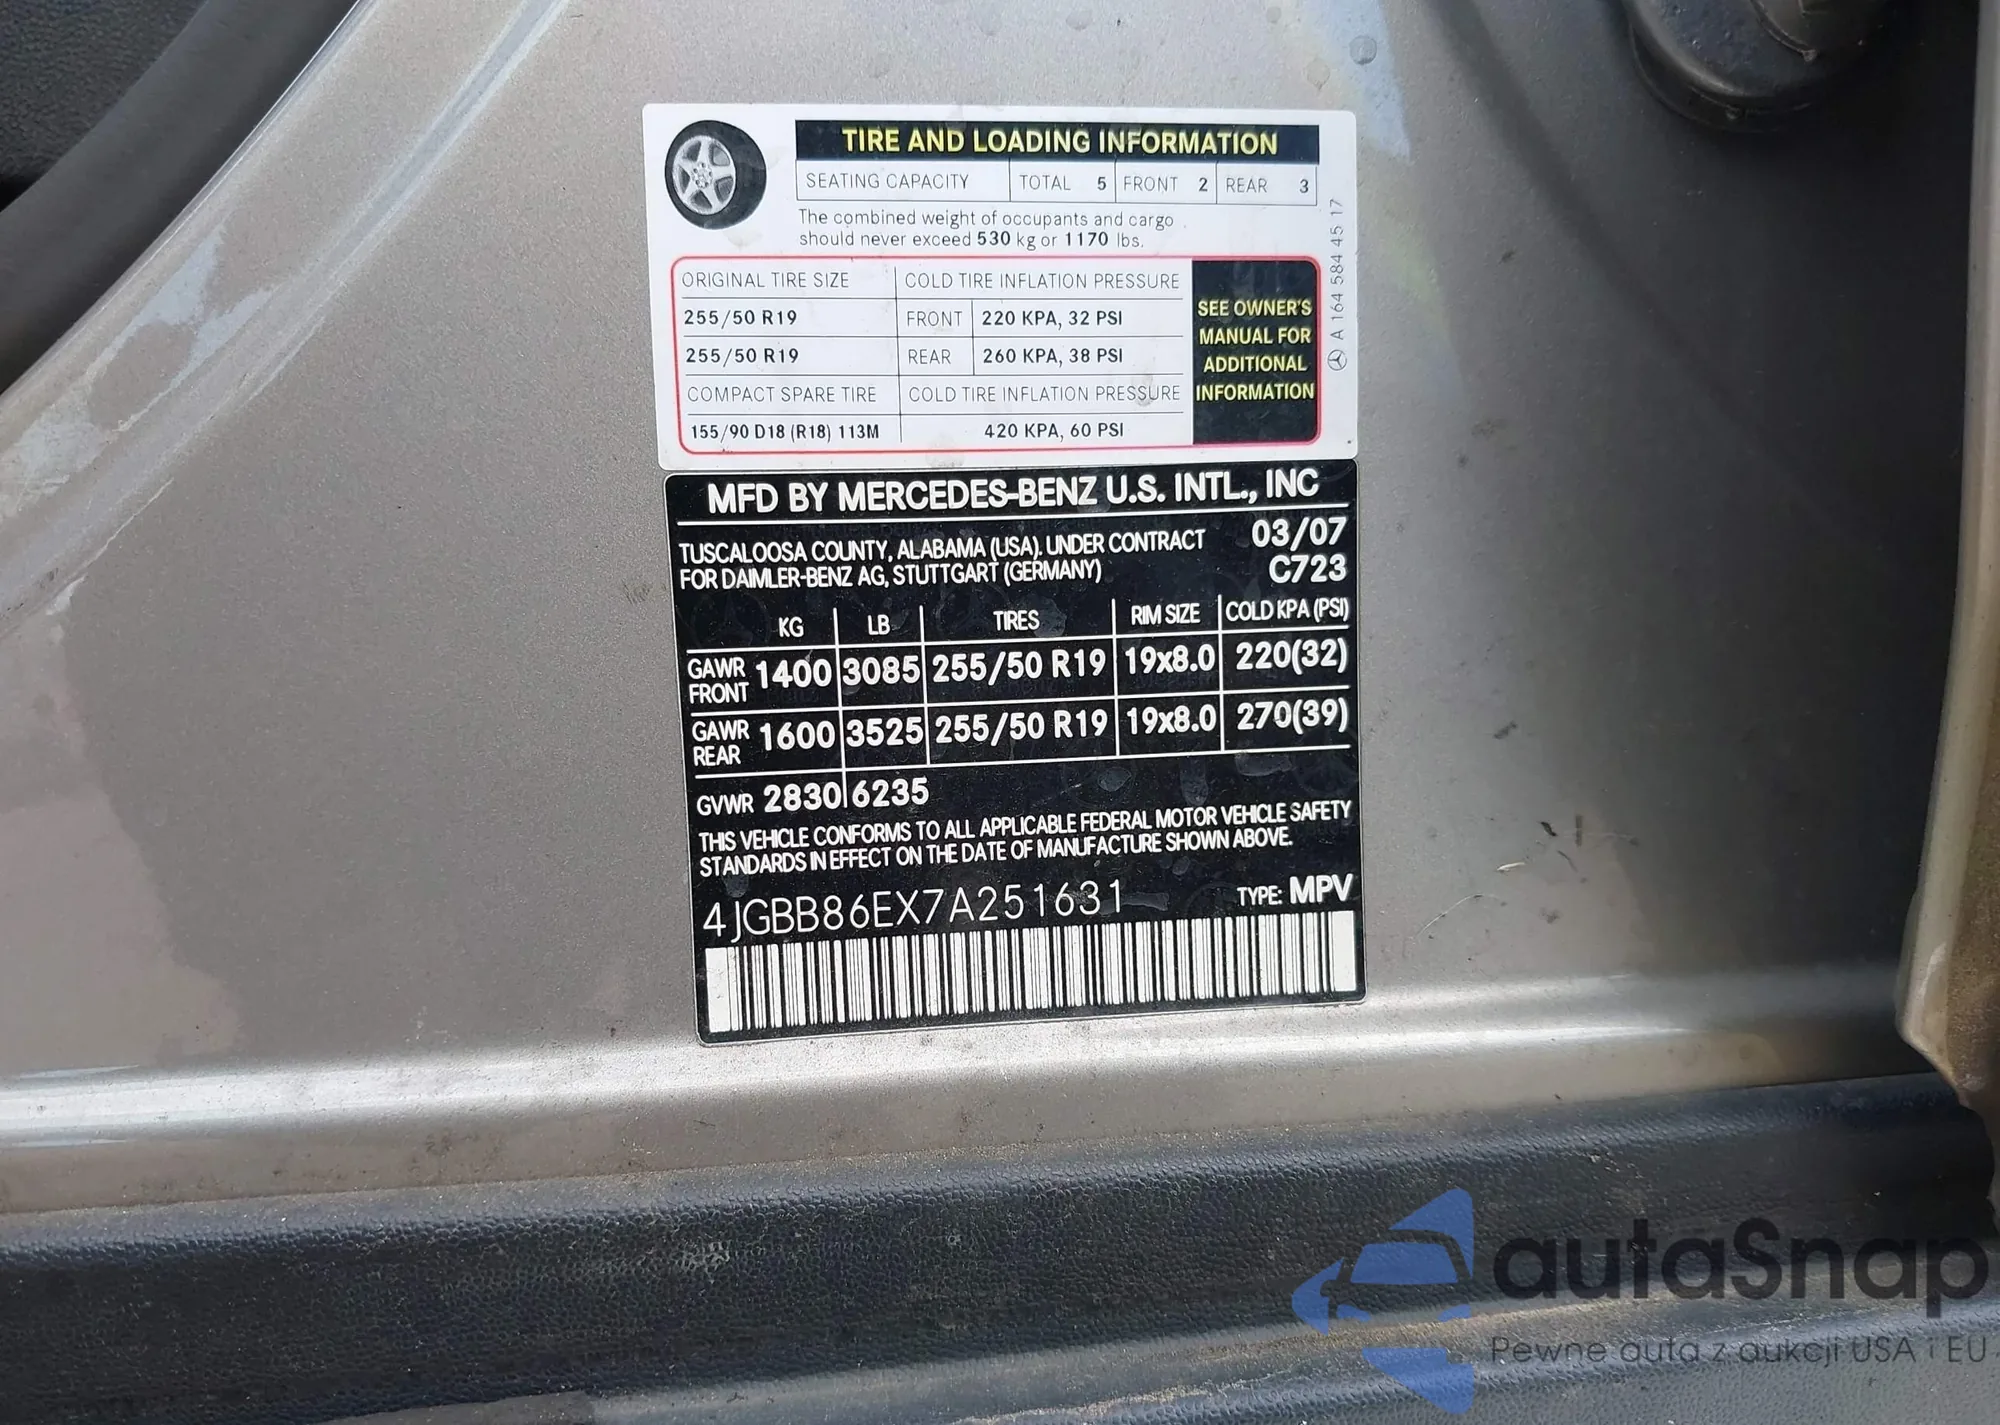 TIRE AND LOADING INFORMATION
SEATING CAPACITY TOTAL 5 FRONT 2 REAR 3
The combined weight of occupants and cargo
should never exceed 530 kg or 1170 lbs.
ORIGINAL TIRE SIZE COLD TIRE INFLATION PRESSURE
255/50 R19 FRONT 220 KPA, 32 PSI
255/50 R19 REAR 260 KPA, 38 PSI
COMPACT SPARE TIRE COLD TIRE INFLATION PRESSURE
155/90 D18 (R18) 113M 420 KPA, 60 PSI
SEE OWNER'S
MANUAL FOR
ADDITIONAL
INFORMATION
A 164 584 45 17
MFD BY MERCEDES-BENZ U.S. INTL., INC
TUSCALOOSA COUNTY, ALABAMA (USA). UNDER CONTRACT 03/07
FOR DAIMLER-BENZ AG, STUTTGART (GERMANY) C723
KG LB TIRES RIM SIZE COLD KPA (PSI)
GAWR FRONT 1400 3085 255/50 R19 19x8.0 220(32)
GAWR REAR 1600 3525 255/50 R19 19x8.0 270(39)
GVWR 2830 6235
THIS VEHICLE CONFORMS TO ALL APPLICABLE FEDERAL MOTOR VEHICLE SAFETY
STANDARDS IN EFFECT ON THE DATE OF MANUFACTURE SHOWN ABOVE.
4JGBB86EX7A251631 TYPE: MPV
autaSnap
Pewne auta z aukcji USA i EU